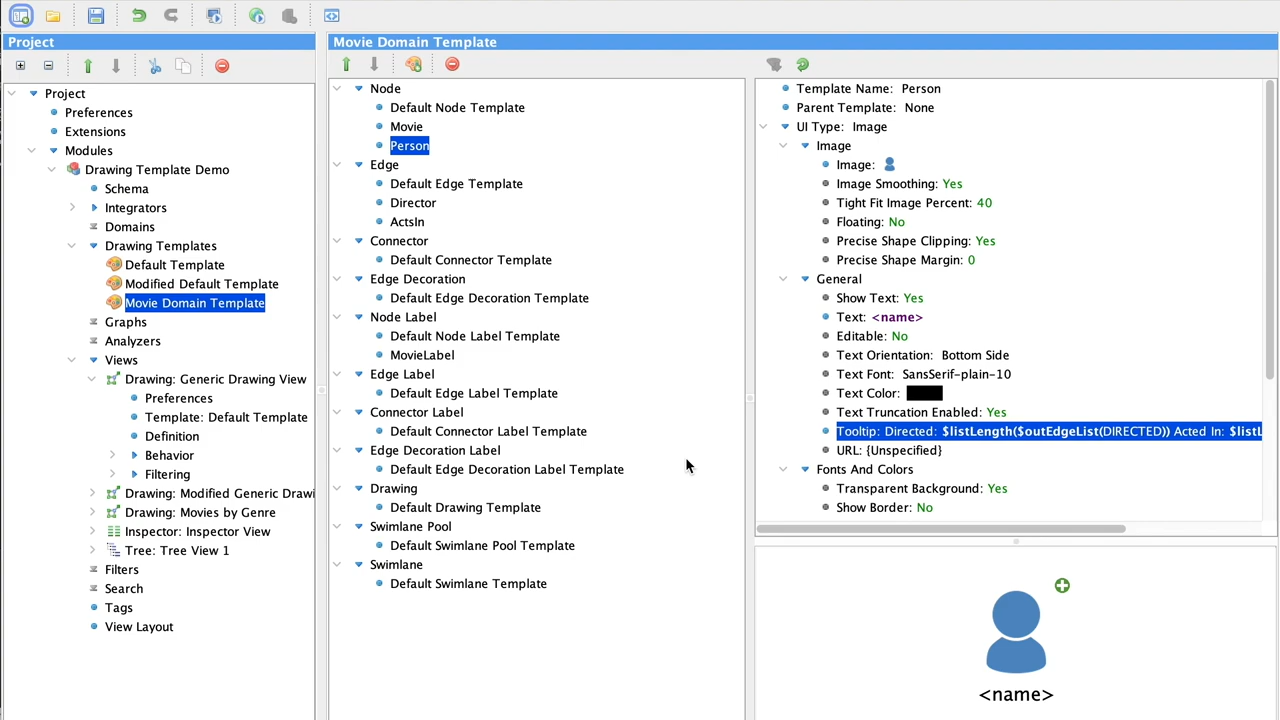 Project
Project
Preferences
Extensions
Modules
Drawing Template Demo
Schema
Integrators
Domains
Drawing Templates
Default Template
Modified Default Template
Movie Domain Template
Graphs
Analyzers
Views
Drawing: Generic Drawing View
Preferences
Template: Default Template
Definition
Behavior
Filtering
Drawing: Modified Generic Drawi
Drawing: Movies by Genre
Inspector: Inspector View
Tree: Tree View 1
Filters
Search
Tags
View Layout
Movie Domain Template
Node
Default Node Template
Movie
Person
Edge
Default Edge Template
Director
ActsIn
Connector
Default Connector Template
Edge Decoration
Default Edge Decoration Template
Node Label
Default Node Label Template
MovieLabel
Edge Label
Default Edge Label Template
Connector Label
Default Connector Label Template
Edge Decoration Label
Default Edge Decoration Label Template
Drawing
Default Drawing Template
Swimlane Pool
Default Swimlane Pool Template
Swimlane
Default Swimlane Template
Template Name: Person
Parent Template: None
UI Type: Image
Image
Image:
Image Smoothing: Yes
Tight Fit Image Percent: 40
Floating: No
Precise Shape Clipping: Yes
Precise Shape Margin: 0
General
Show Text: Yes
Text: <name>
Editable: No
Text Orientation: Bottom Side
Text Font: SansSerif-plain-10
Text Color:
Text Truncation Enabled: Yes
Tooltip: Directed: $listLength($outEdgeList(DIRECTED)) Acted In: $listL
URL: {Unspecified}
Fonts And Colors
Transparent Background: Yes
Show Border: No
<name>